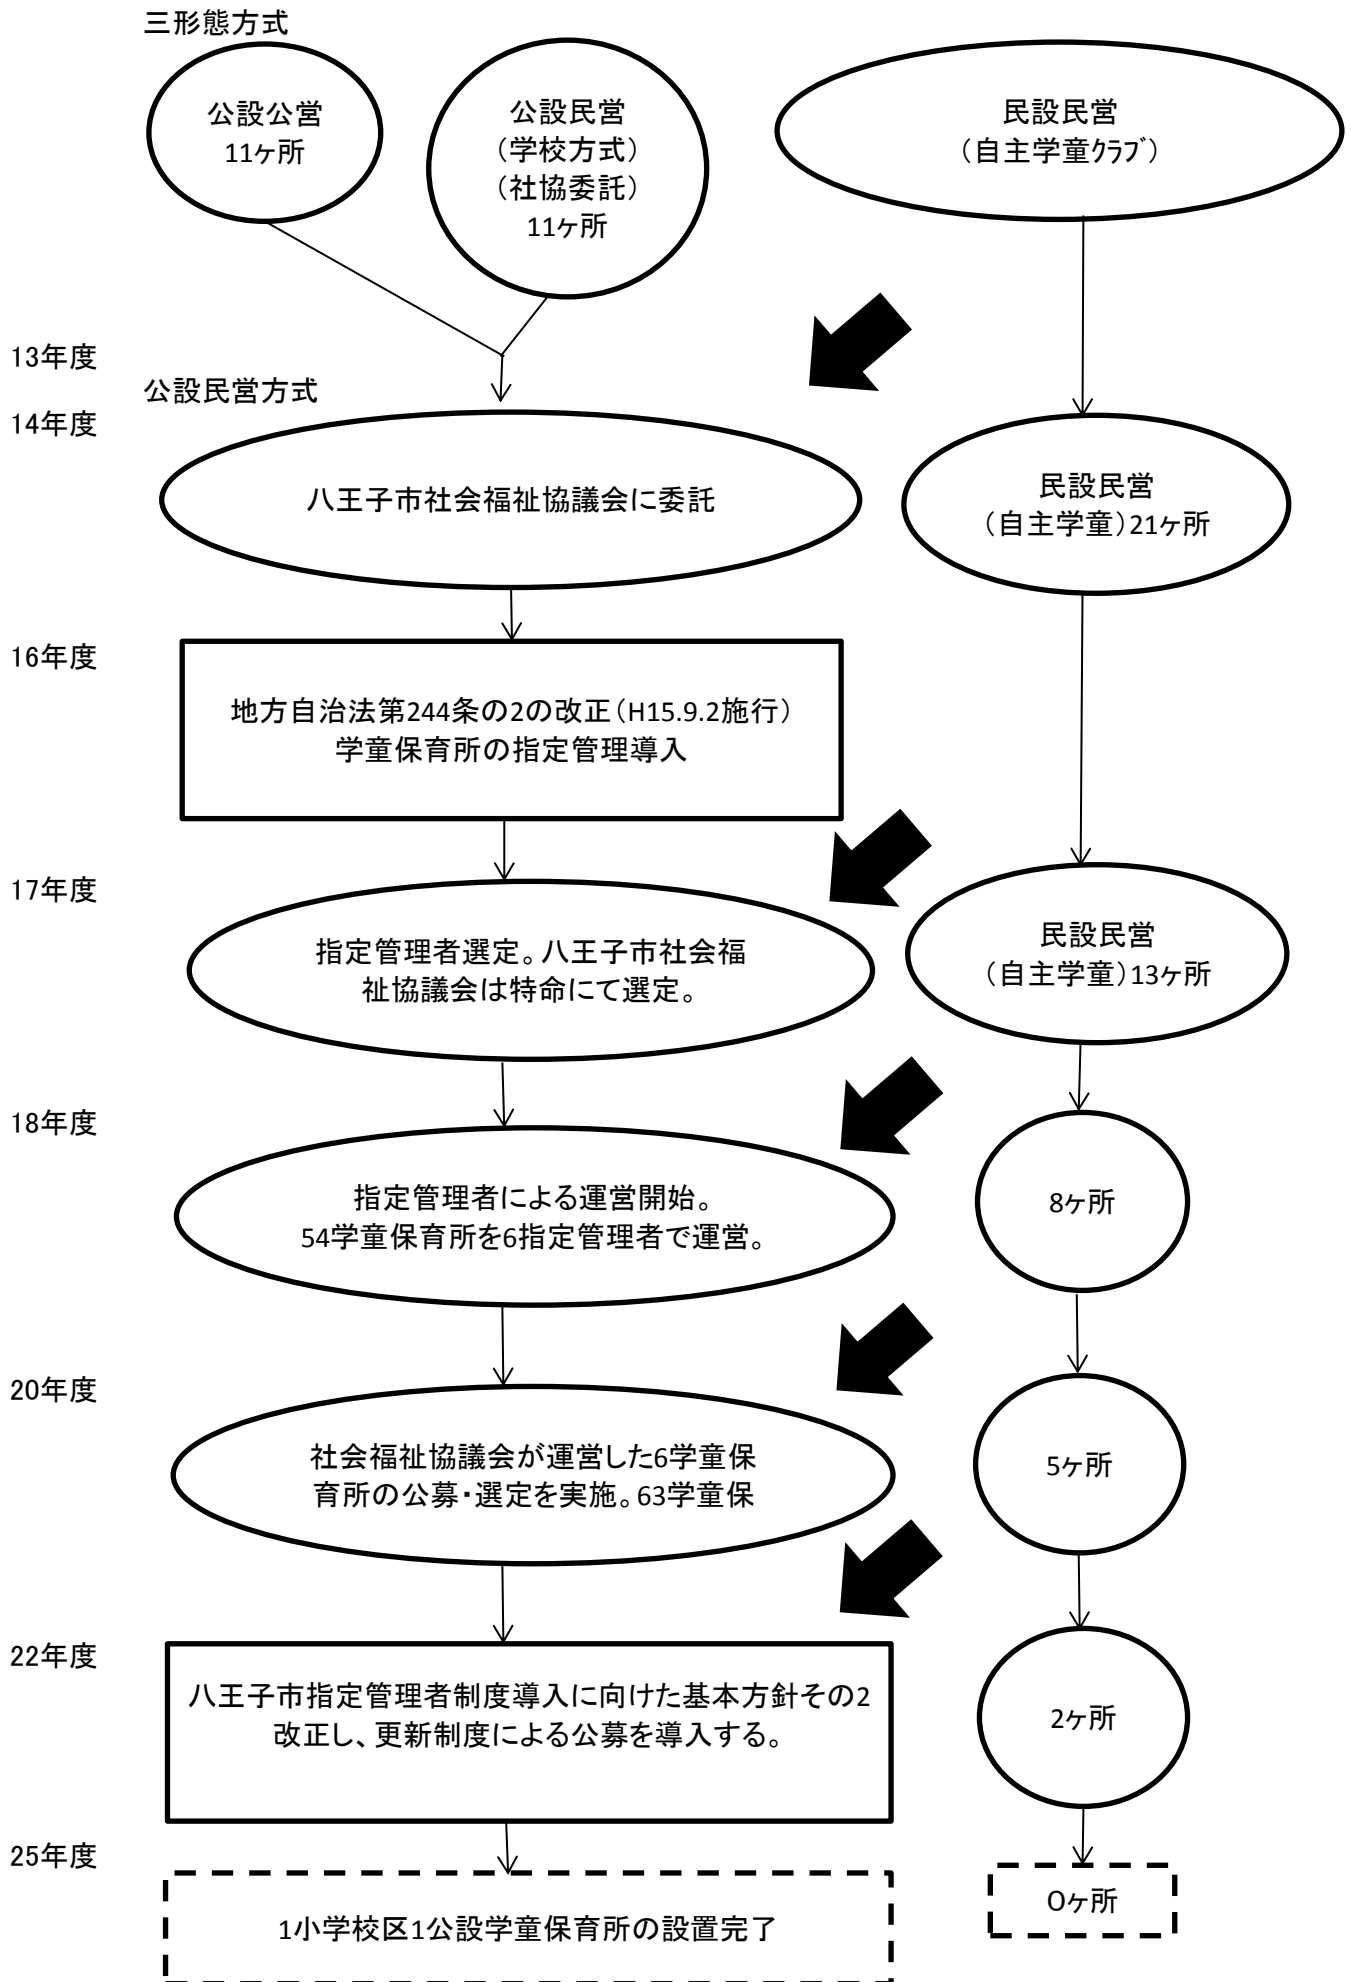 三形態方式
公設公営
11ヶ所
公設民営
(学校方式)
(社協委託)
11ヶ所
民設民営
(自主学童ｸﾗﾌﾞ)
13年度
公設民営方式
14年度
八王子市社会福祉協議会に委託
民設民営
(自主学童)21ヶ所
16年度
地方自治法第244条の2の改正(H15.9.2施行)
学童保育所の指定管理導入
17年度
指定管理者選定。八王子市社会福
祉協議会は特命にて選定。
民設民営
(自主学童)13ヶ所
18年度
指定管理者による運営開始。
54学童保育所を6指定管理者で運営。
8ヶ所
20年度
社会福祉協議会が運営した6学童保
育所の公募・選定を実施。63学童保
5ヶ所
22年度
八王子市指定管理者制度導入に向けた基本方針その2
改正し、更新制度による公募を導入する。
2ヶ所
25年度
1小学校区1公設学童保育所の設置完了
0ヶ所